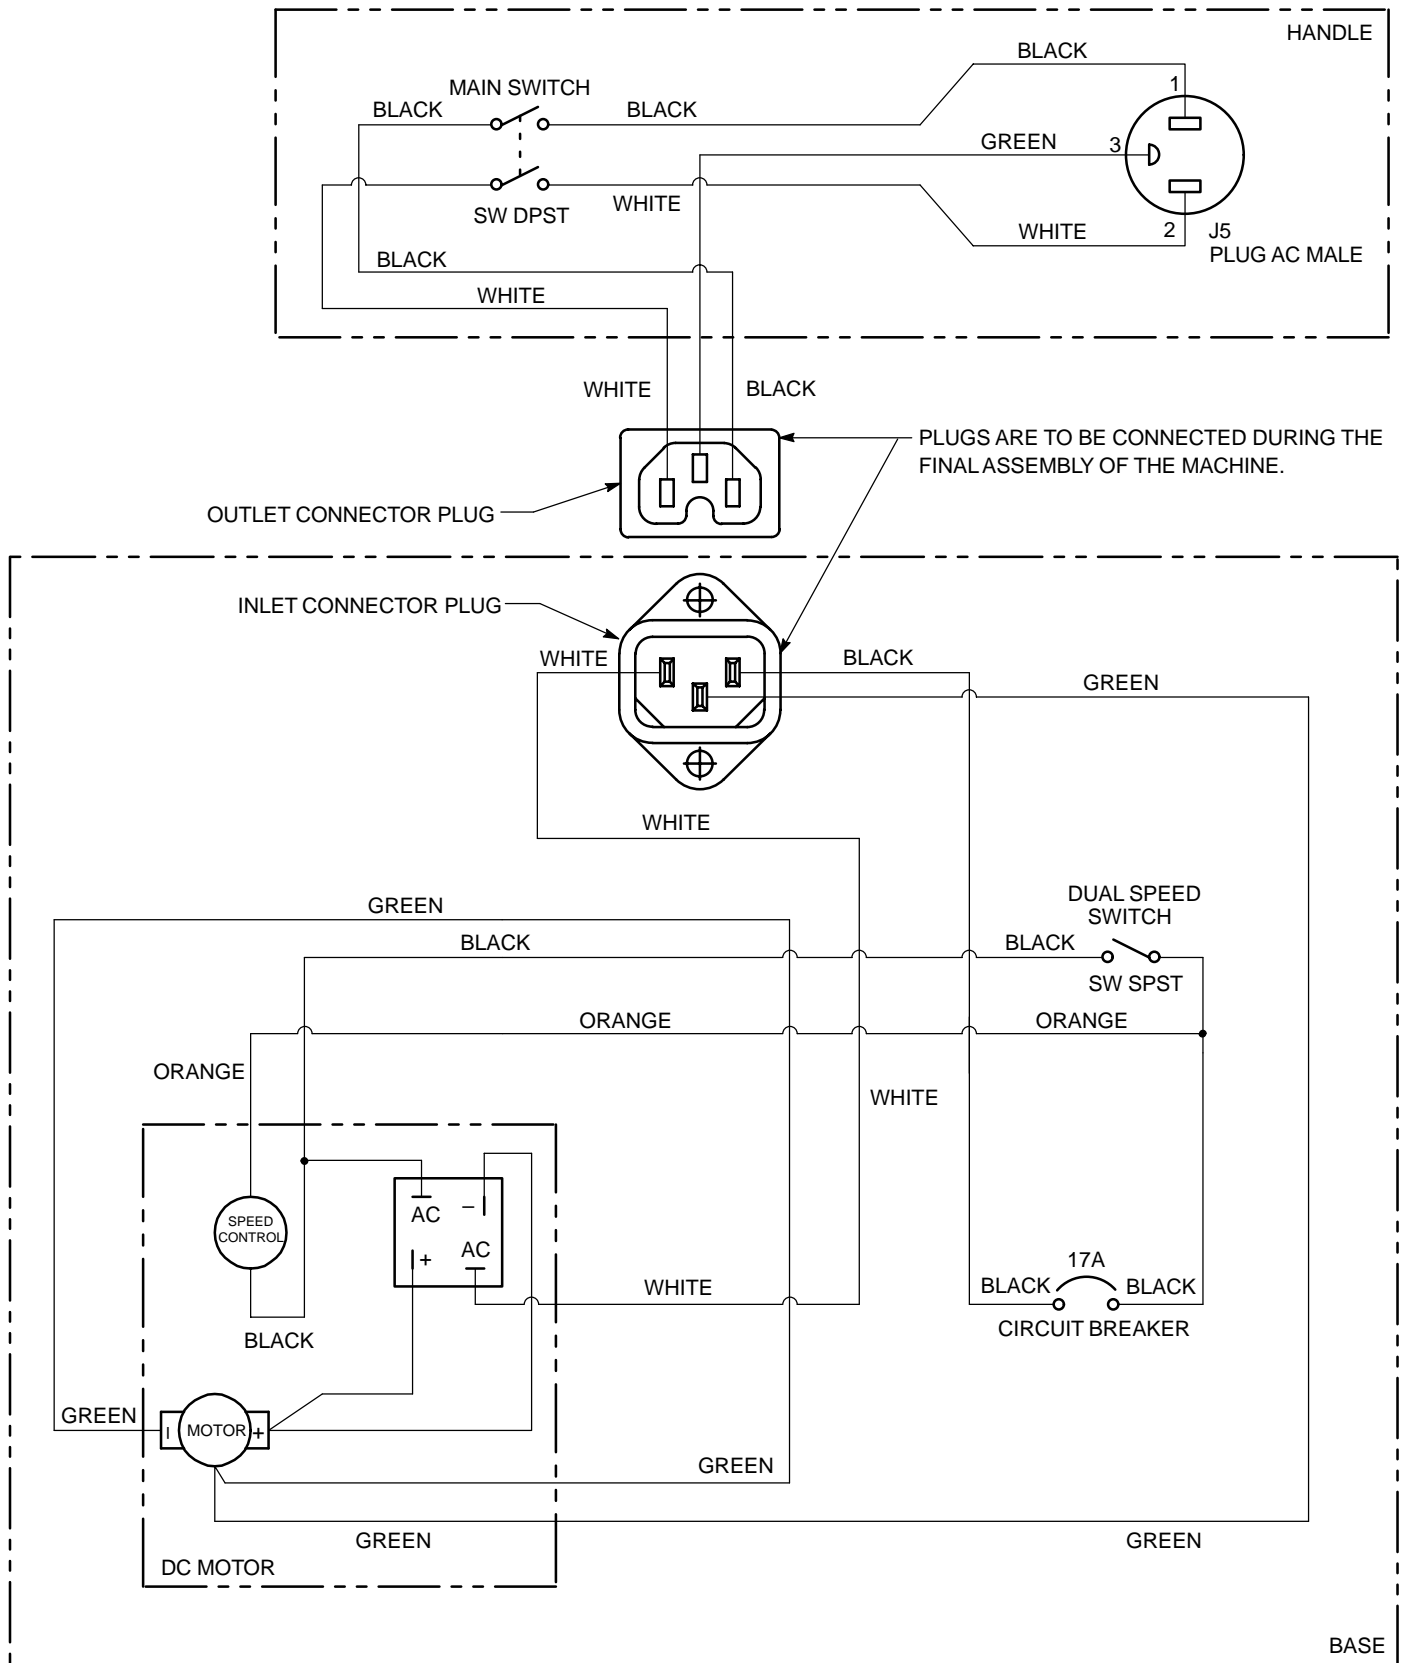 HANDLE
BLACK
MAIN SWITCH
1
BLACK
BLACK
GREEN
3
WHITE
SW DPST
2
J5
WHITE
PLUG AC MALE
BLACK
WHITE
WHITE
BLACK
PLUGS ARE TO BE CONNECTED DURING THE
FINAL ASSEMBLY OF THE MACHINE.
OUTLET CONNECTOR PLUG
INLET CONNECTOR PLUG
WHITE
BLACK
GREEN
WHITE
DUAL SPEED
SWITCH
GREEN
BLACK
BLACK
SW SPST
ORANGE
ORANGE
ORANGE
WHITE
AC
–
SPEED
CONTROL
+
AC
17A
WHITE
BLACK
BLACK
CIRCUIT BREAKER
BLACK
GREEN
I
MOTOR
+
GREEN
GREEN
GREEN
DC MOTOR
BASE